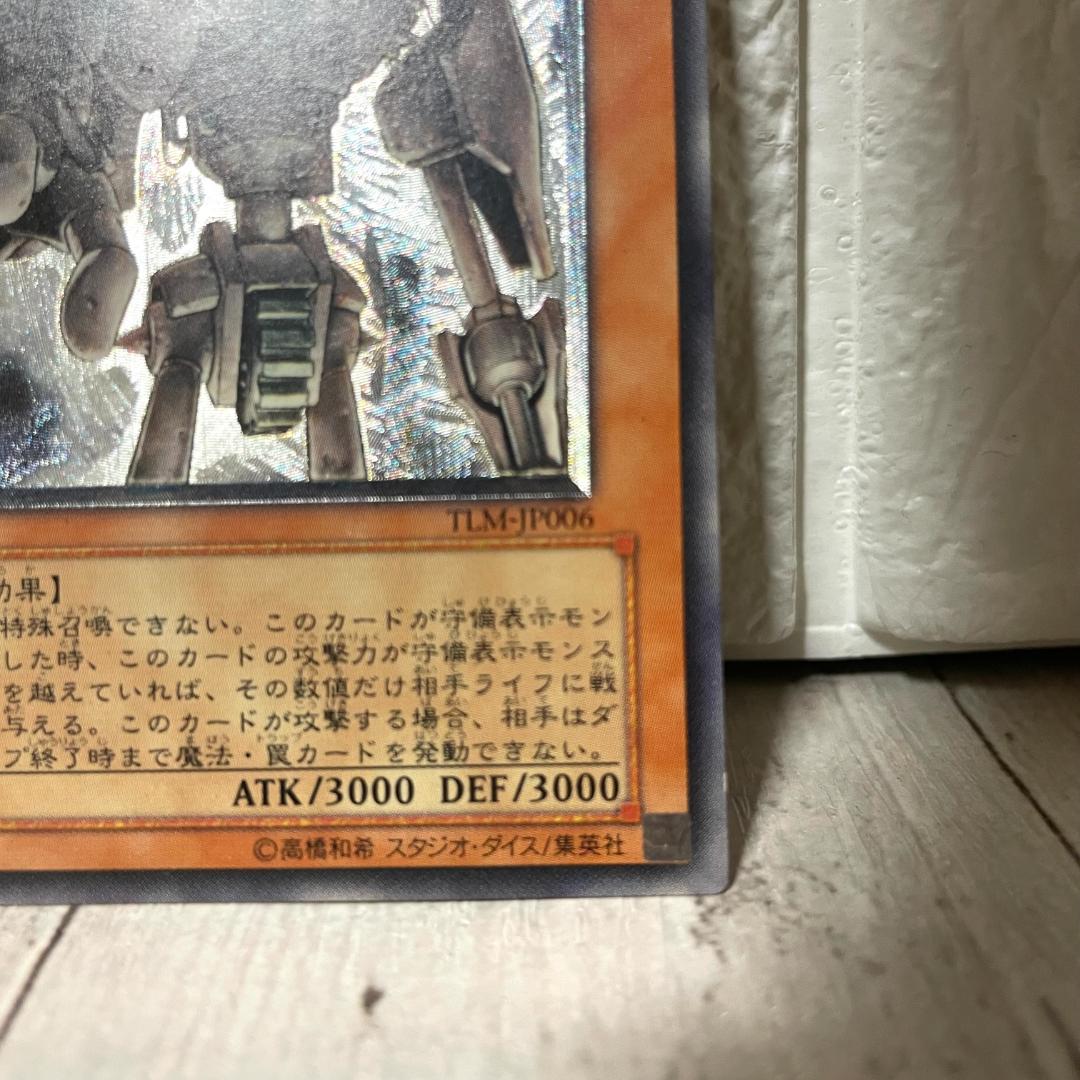 TLM-JP006
効果】
特殊召喚できない。このカードが守備表示モン
した時、このカードの攻撃力が守備表示モンス
を越えていれば、その数値だけ相手ライフに戦
与える。このカードが攻撃する場合、相手はダ
プ終了時まで魔法・罠カードを発動できない。
ATK/3000 DEF/3000
©高橋和希 スタジオ・ダイス/集英社